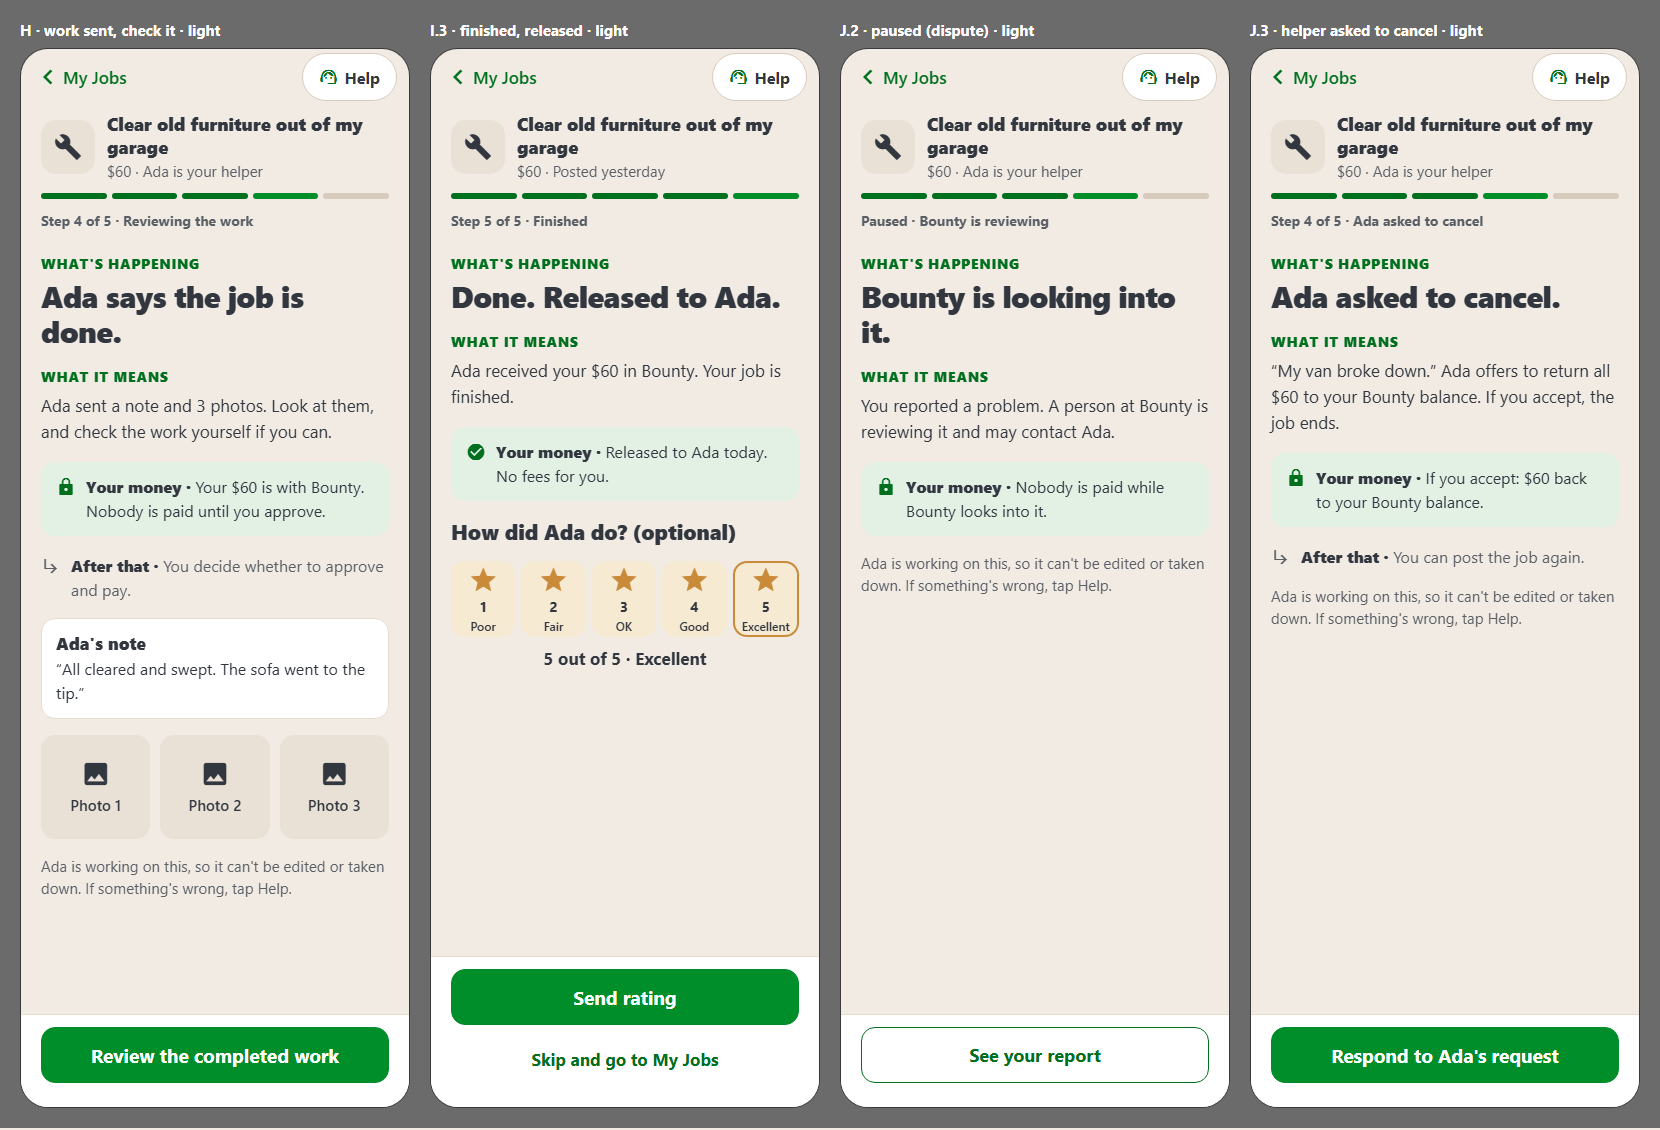 H · work sent, check it · light
My Jobs
Help
Clear old furniture out of my
garage
$60 · Ada is your helper
Step 4 of 5 · Reviewing the work
WHAT'S HAPPENING
Ada says the job is
done.
WHAT IT MEANS
Ada sent a note and 3 photos. Look at them,
and check the work yourself if you can.
Your money · Your $60 is with Bounty.
Nobody is paid until you approve.
After that · You decide whether to approve
and pay.
Ada's note
“All cleared and swept. The sofa went to the
tip.”
Photo 1
Photo 2
Photo 3
Ada is working on this, so it can't be edited or taken
down. If something's wrong, tap Help.
Review the completed work
I.3 · finished, released · light
My Jobs
Help
Clear old furniture out of my
garage
$60 · Posted yesterday
Step 5 of 5 · Finished
WHAT'S HAPPENING
Done. Released to Ada.
WHAT IT MEANS
Ada received your $60 in Bounty. Your job is
finished.
Your money · Released to Ada today.
No fees for you.
How did Ada do? (optional)
1
Poor
2
Fair
3
OK
4
Good
5
Excellent
5 out of 5 · Excellent
Send rating
Skip and go to My Jobs
J.2 · paused (dispute) · light
My Jobs
Help
Clear old furniture out of my
garage
$60 · Ada is your helper
Paused · Bounty is reviewing
WHAT'S HAPPENING
Bounty is looking into
it.
WHAT IT MEANS
You reported a problem. A person at Bounty is
reviewing it and may contact Ada.
Your money · Nobody is paid while
Bounty looks into it.
Ada is working on this, so it can't be edited or taken
down. If something's wrong, tap Help.
See your report
J.3 · helper asked to cancel · light
My Jobs
Help
Clear old furniture out of my
garage
$60 · Ada is your helper
Step 4 of 5 · Ada asked to cancel
WHAT'S HAPPENING
Ada asked to cancel.
WHAT IT MEANS
“My van broke down.” Ada offers to return all
$60 to your Bounty balance. If you accept, the
job ends.
Your money · If you accept: $60 back
to your Bounty balance.
After that · You can post the job again.
Ada is working on this, so it can't be edited or taken
down. If something's wrong, tap Help.
Respond to Ada's request